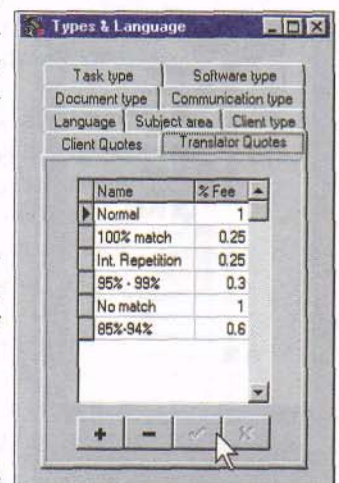 Types & Language
Task type Software type
Document type Communication type
Language Subject area Client type
Client Quotes Translator Quotes
Name % Fee
Normal 1
100% match 0.25
Int. Repetition 0.25
95% - 99% 0.3
No match 1
85%-94% 0.6